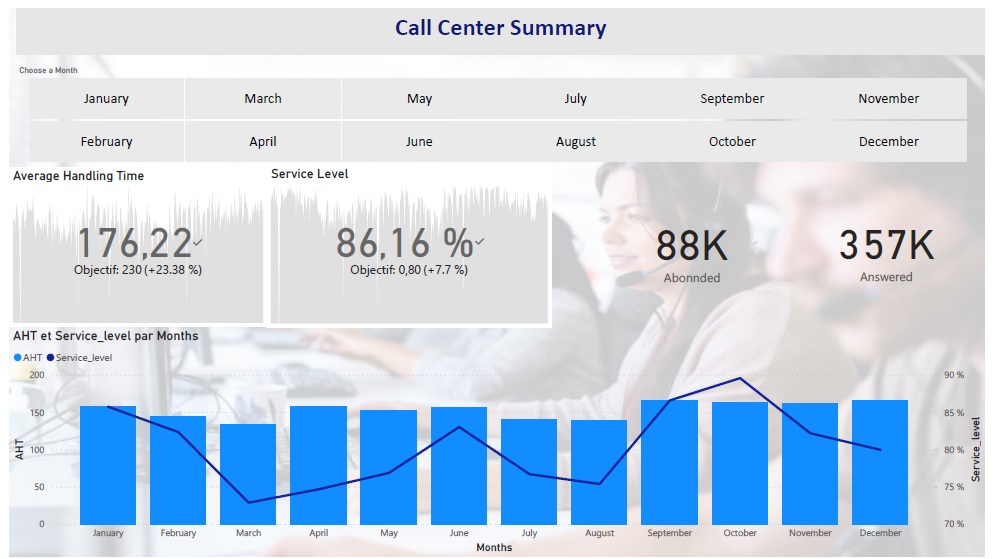 Call Center Summary
Choose a Month
January March May July September November
February April June August October December
Average Handling Time
176,22
Objectif: 230 (+23.38 %)
Service Level
86,16 %
Objectif: 0,80 (+7.7 %)
88K
Abonnded
357K
Answered
AHT et Service_level par Months
AHT Service_level
200
150
100
50
0
AHT
90 %
85 %
80 %
75 %
70 %
Service_level
January February March April May June July August September October November December
Months